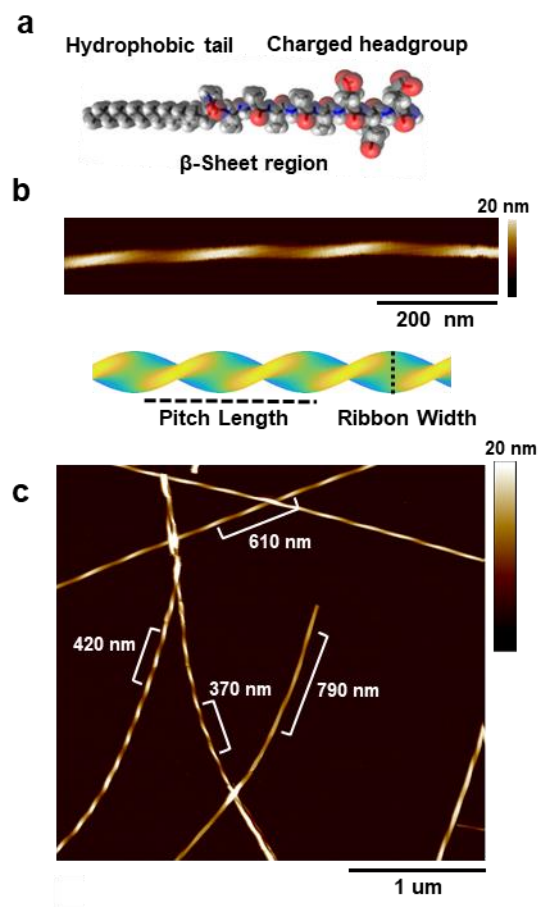 a
Hydrophobic tail
Charged headgroup
β-Sheet region
b
20 nm
200 nm
Pitch Length
Ribbon Width
20 nm
c
610 nm
420 nm
370 nm
790 nm
1 um